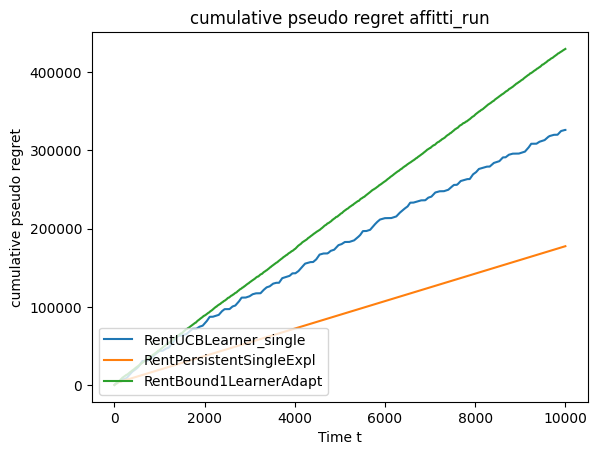 cumulative pseudo regret affitti_run
400000
300000
200000
100000
0
cumulative pseudo regret
RentUCBLearner_single
RentPersistentSingleExpl
RentBound1LearnerAdapt
0
2000
4000
6000
8000
10000
Time t